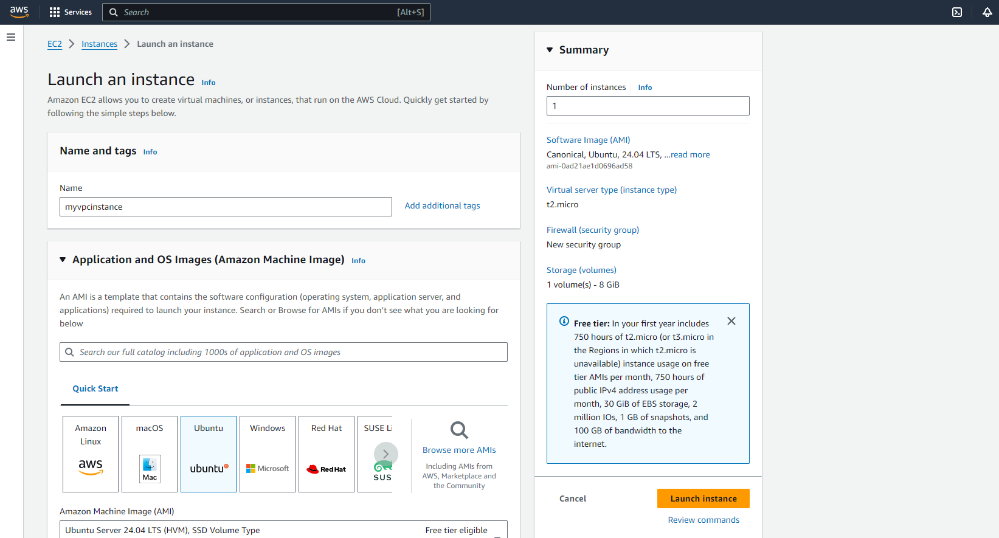 aws
Services
Search
[Alt+S]
EC2
Instances
Launch an instance
Launch an instance Info
Amazon EC2 allows you to create virtual machines, or instances, that run on the AWS Cloud. Quickly get started by
following the simple steps below.
Name and tags Info
Name
myvpcinstance
Add additional tags
Application and OS Images (Amazon Machine Image) Info
An AMI is a template that contains the software configuration (operating system, application server, and
applications) required to launch your instance. Search or Browse for AMIs if you don't see what you are looking for
below
Search our full catalog including 1000s of application and OS images
Quick Start
Amazon
Linux
aws
macOS
Mac
Ubuntu
ubuntu
Windows
Microsoft
Red Hat
Red Hat
SUSE Li
SUS
Browse more AMIs
Including AMIs from
AWS, Marketplace and
the Community
Amazon Machine Image (AMI)
Ubuntu Server 24.04 LTS (HVM), SSD Volume Type
Free tier eligible
Summary
Number of instances Info
1
Software Image (AMI)
Canonical, Ubuntu, 24.04 LTS, ...read more
ami-0ad21ae1d0696ad58
Virtual server type (instance type)
t2.micro
Firewall (security group)
New security group
Storage (volumes)
1 volume(s) - 8 GiB
Free tier: In your first year includes
750 hours of t2.micro (or t3.micro in
the Regions in which t2.micro is
unavailable) instance usage on free
tier AMIs per month, 750 hours of
public IPv4 address usage per
month, 30 GiB of EBS storage, 2
million IOs, 1 GB of snapshots, and
100 GB of bandwidth to the
internet.
Cancel
Launch instance
Review commands